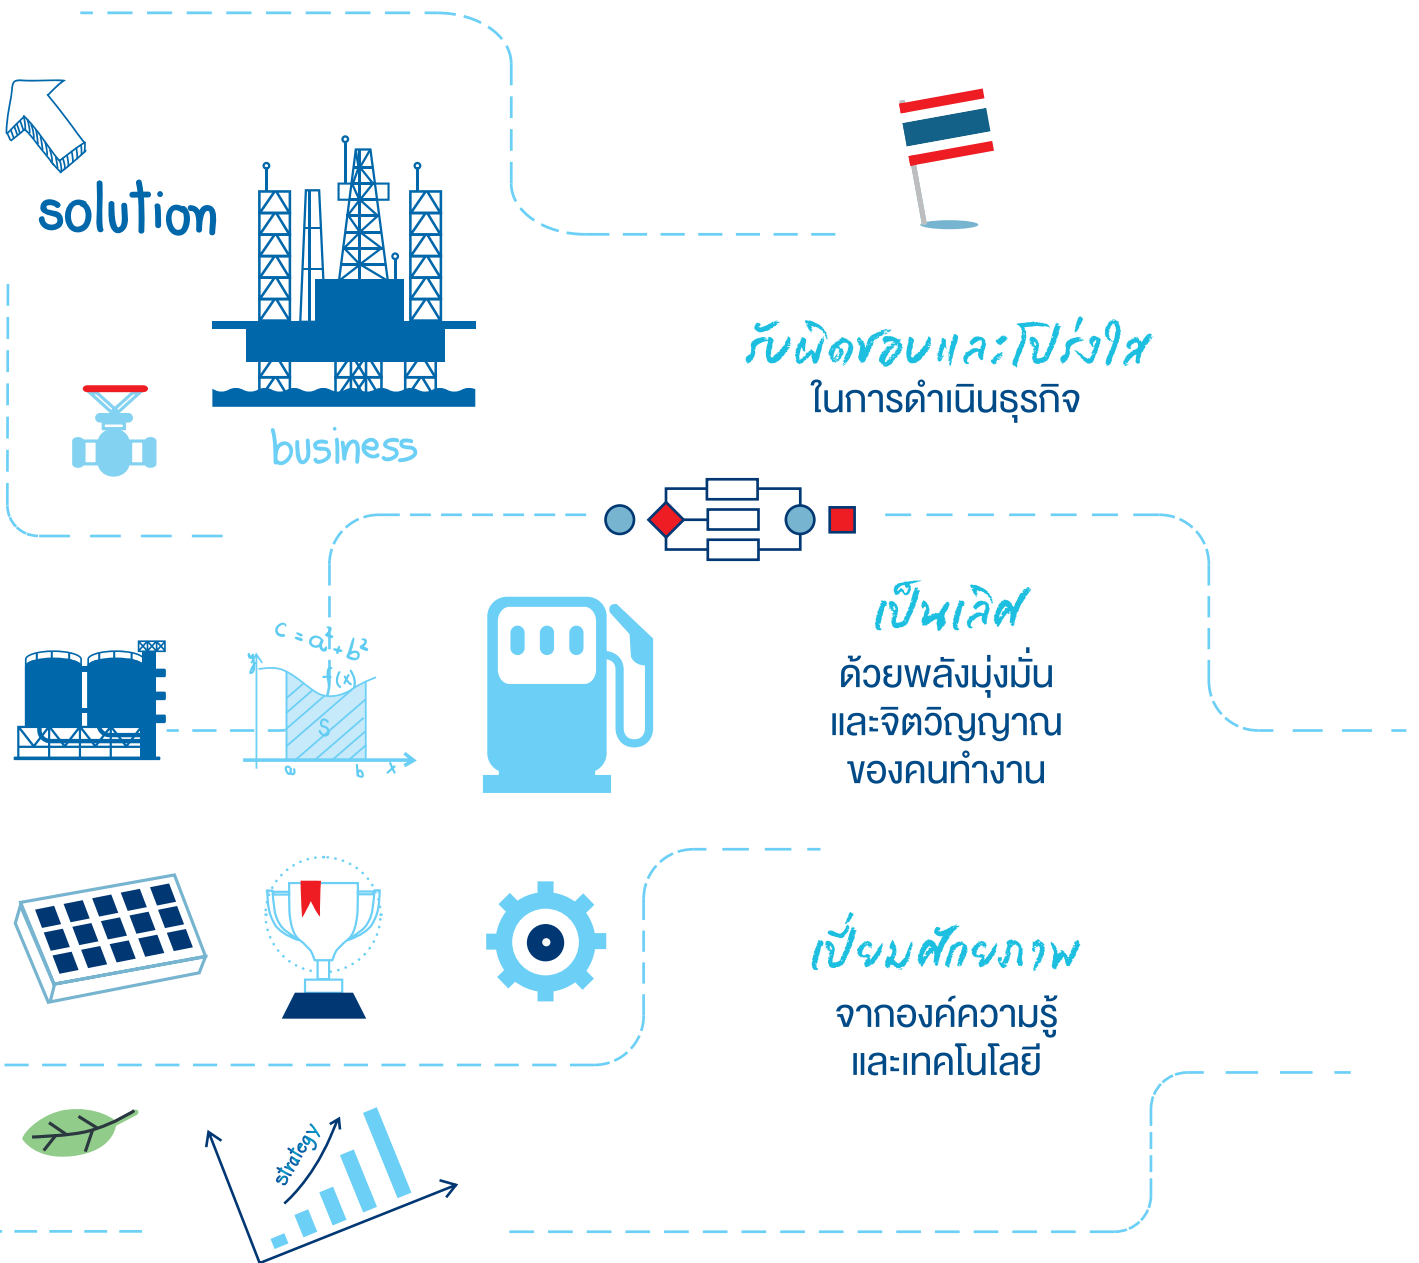 solution
รับผิดชอบและโปร่งใส
ในการดำเนินธุรกิจ
business
เป็นเลิศ
ด้วยพลังมุ่งมั่น
และจิตวิญญาณ
ของคนทำงาน
c = a² + b²
y
f(x)
S
a b x
เปี่ยมศักยภาพ
จากองค์ความรู้
และเทคโนโลยี
strategy